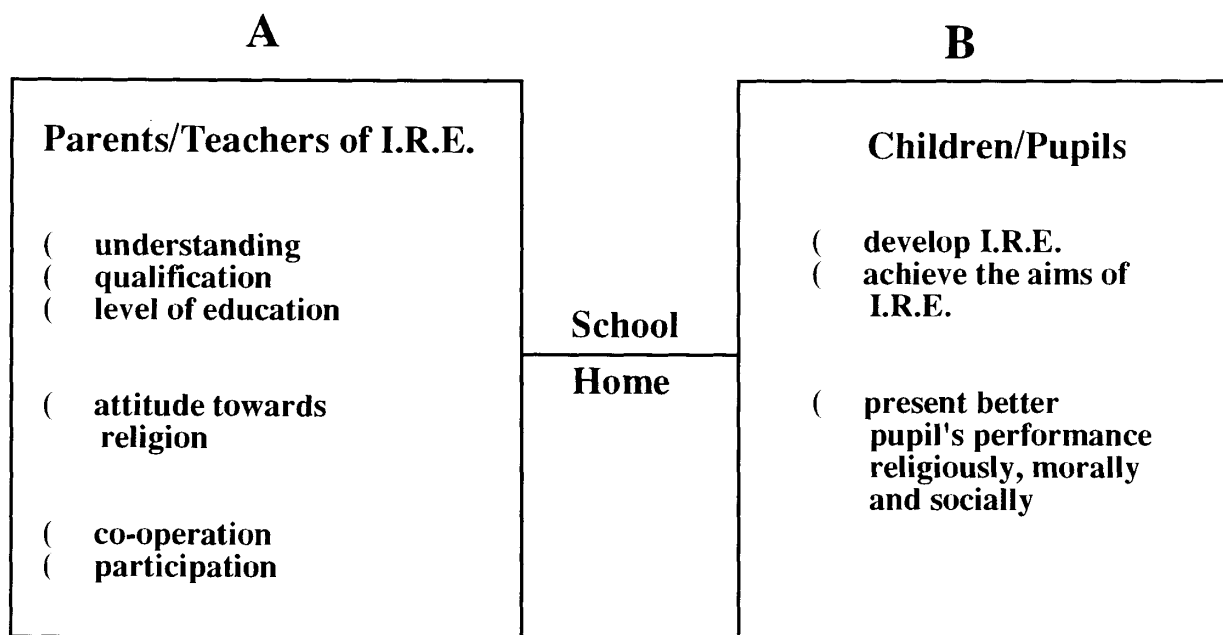 A
Parents/Teachers of I.R.E.
( understanding
( qualification
( level of education
( attitude towards
religion
( co-operation
( participation
School
Home
B
Children/Pupils
( develop I.R.E.
( achieve the aims of
I.R.E.
( present better
pupil's performance
religiously, morally
and socially